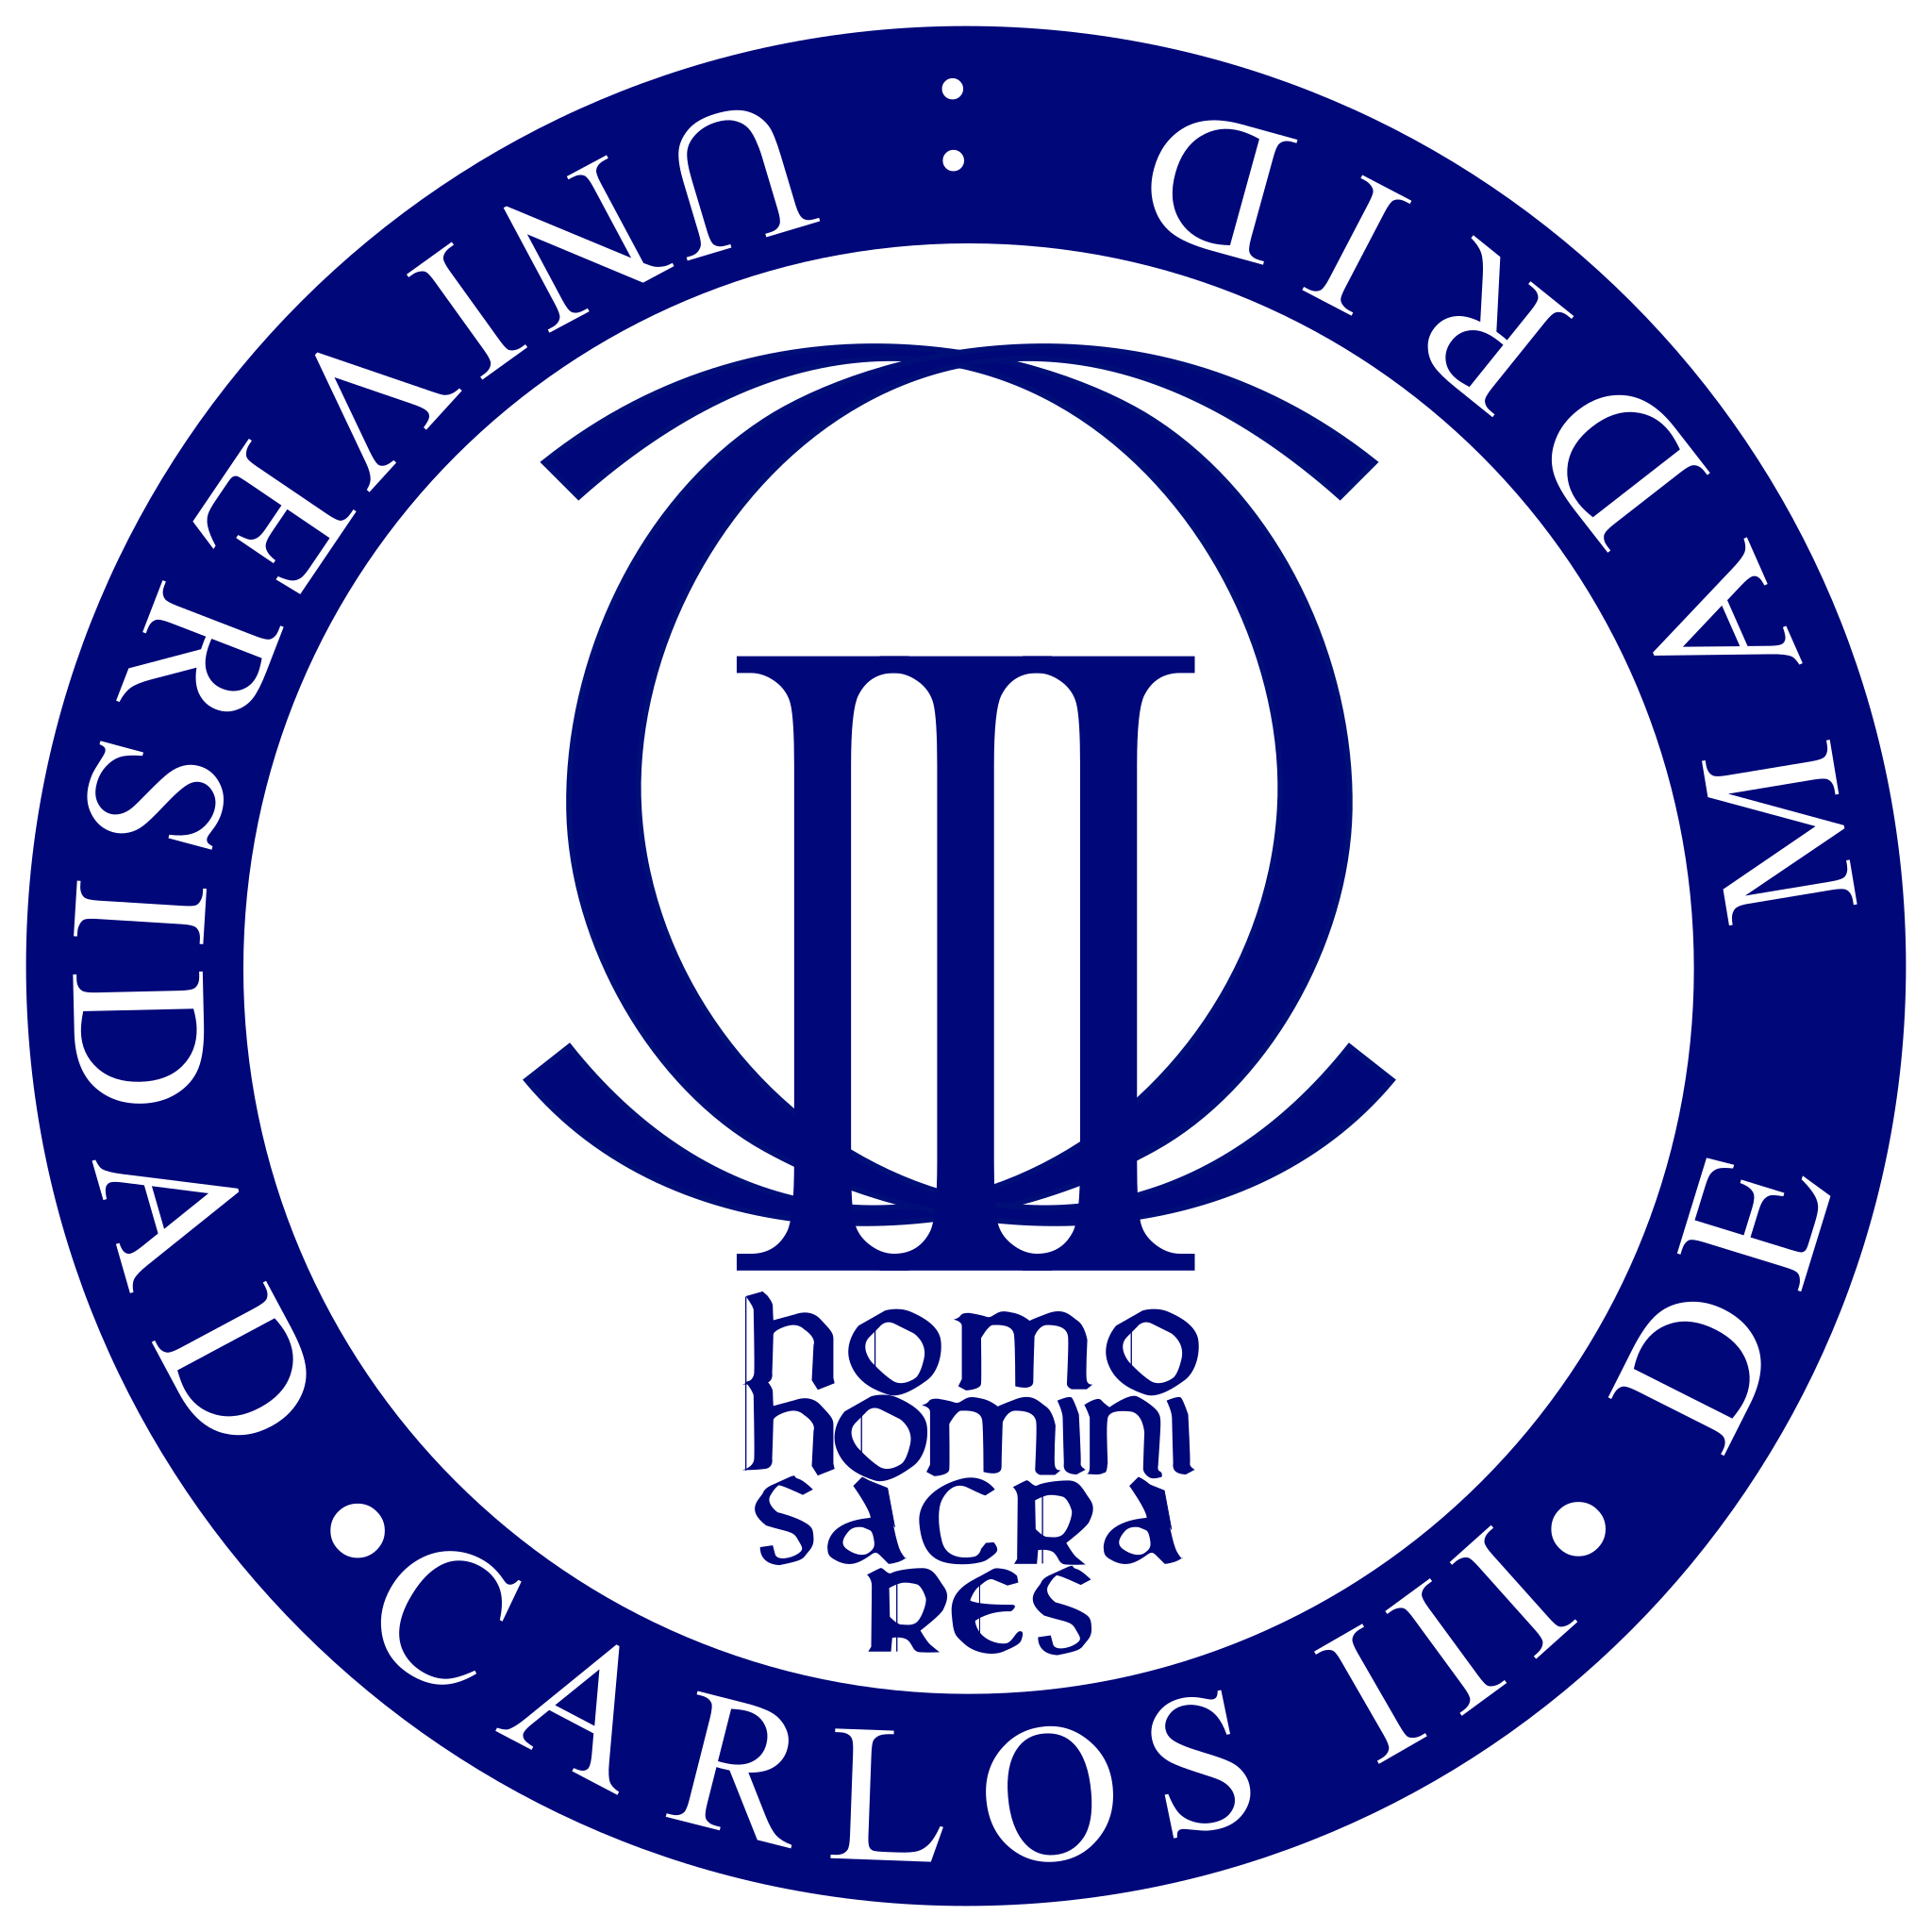 : UNIVERSIDAD • CARLOS III • DE MADRID
homo
homini
sacra
res